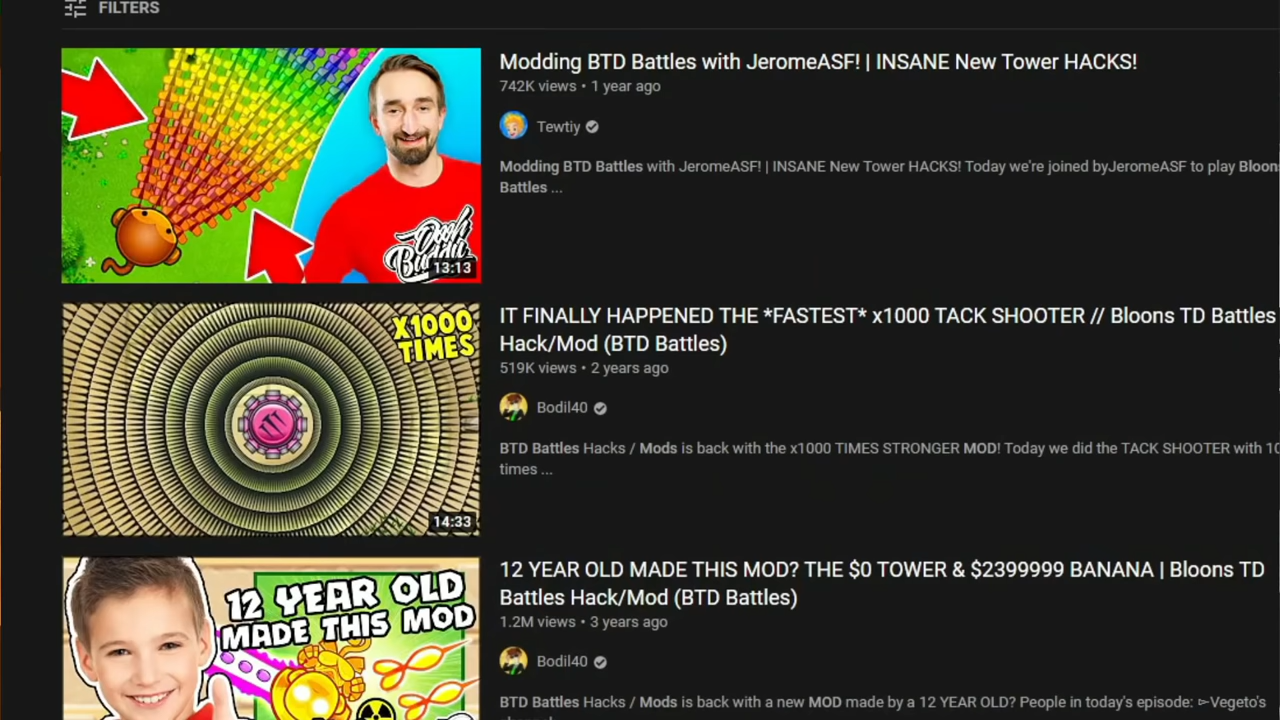 FILTERS
Modding BTD Battles with JeromeASF! | INSANE New Tower HACKS!
742K views • 1 year ago
Tewtiy
Modding BTD Battles with JeromeASF! | INSANE New Tower HACKS! Today we're joined byJeromeASF to play Bloons
Battles ...
Oooh
13:13
IT FINALLY HAPPENED THE *FASTEST* x1000 TACK SHOOTER // Bloons TD Battles
Hack/Mod (BTD Battles)
519K views • 2 years ago
Bodil40
BTD Battles Hacks / Mods is back with the x1000 TIMES STRONGER MOD! Today we did the TACK SHOOTER with 10
times ...
X1000
TIMES
14:33
12 YEAR OLD MADE THIS MOD? THE $0 TOWER & $2399999 BANANA | Bloons TD
Battles Hack/Mod (BTD Battles)
1.2M views • 3 years ago
Bodil40
BTD Battles Hacks / Mods is back with a new MOD made by a 12 YEAR OLD? People in today's episode: ➢Vegeto's
12 YEAR OLD
MADE THIS MOD